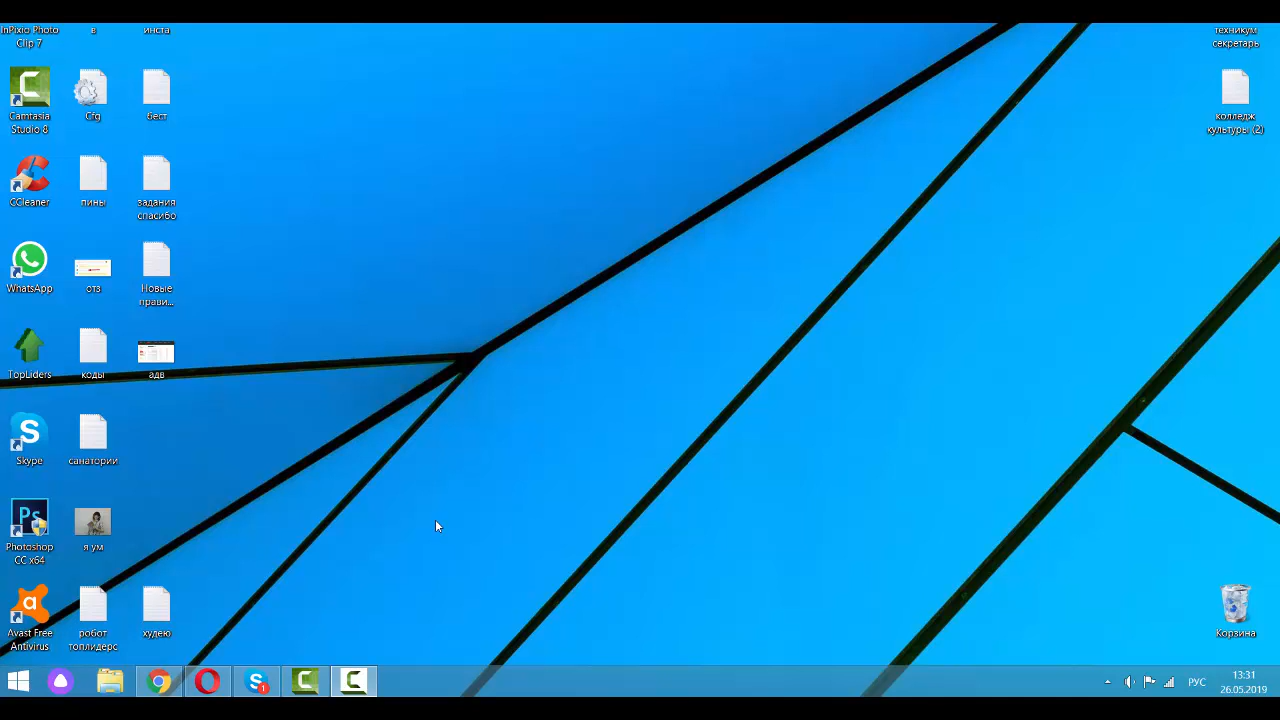 InPixio Photo
Clip 7
в
инста
техникум
секретарь
Camtasia
Studio 8
Cfg
бест
колледж
культуры (2)
CCleaner
пины
задания
спасибо
WhatsApp
отз
Новые
прави...
TopLiders
коды
адв
Skype
санатории
Photoshop
CC x64
я ум
Avast Free
Antivirus
робот
топлидерс
худею
Корзина
РУС
13:31
26.05.2019